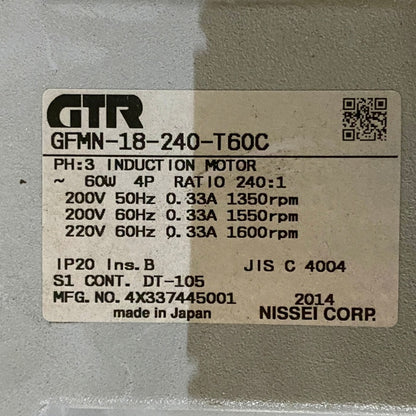 GTR
GFMN-18-240-T60C
PH:3 INDUCTION MOTOR
~ 60W 4P RATIO 240:1
200V 50Hz 0.33A 1350rpm
200V 60Hz 0.33A 1550rpm
220V 60Hz 0.33A 1600rpm
IP20 Ins.B JIS C 4004
S1 CONT. DT-105
MFG.NO.4X337445001 2014
made in Japan NISSEI CORP.